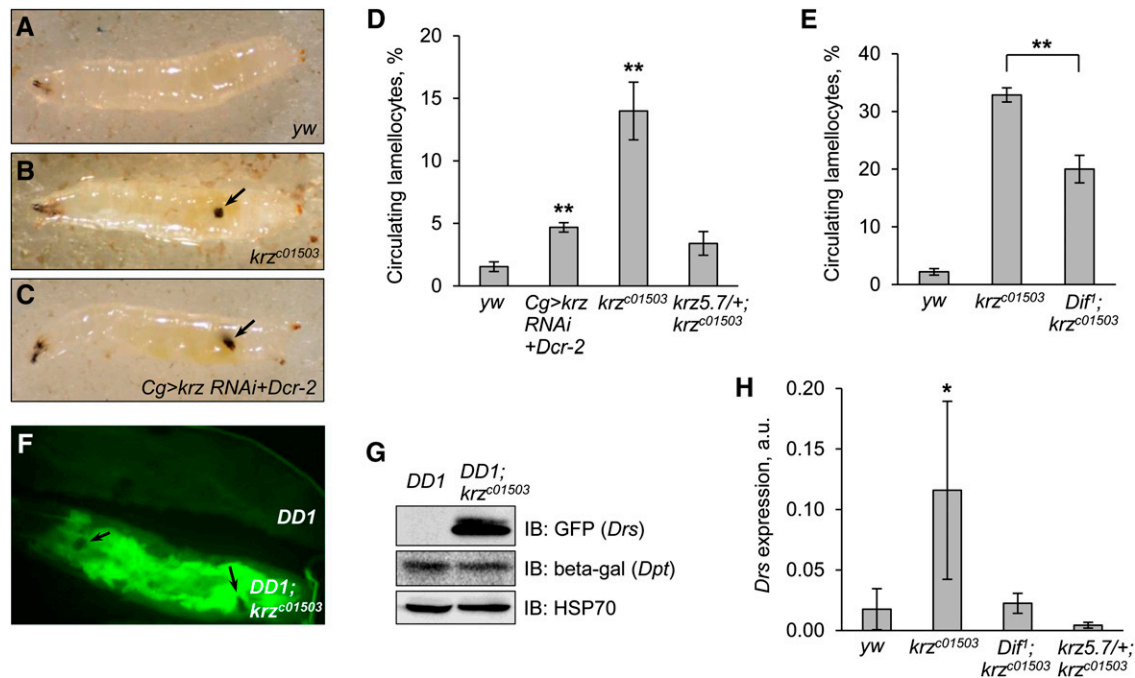 A
yw
B
krz^c01503
C
Cg>krz RNAi+Dcr-2
D
Circulating lamellocytes, %
20
15
10
5
0
**
**
yw
Cg>krz
RNAi
+Dcr-2
krz^c01503
krz5.7/+;
krz^c01503
E
Circulating lamellocytes, %
40
30
20
10
0
**
yw
krz^c01503
Dif^1;
krz^c01503
F
DD1
DD1;
krz^c01503
G
DD1
DD1;
krz^c01503
IB: GFP (Drs)
IB: beta-gal (Dpt)
IB: HSP70
H
Drs expression, a.u.
0.20
0.15
0.10
0.05
0.00
*
yw
krz^c01503
Dif^1;
krz^c01503
krz5.7/+;
krz^c01503